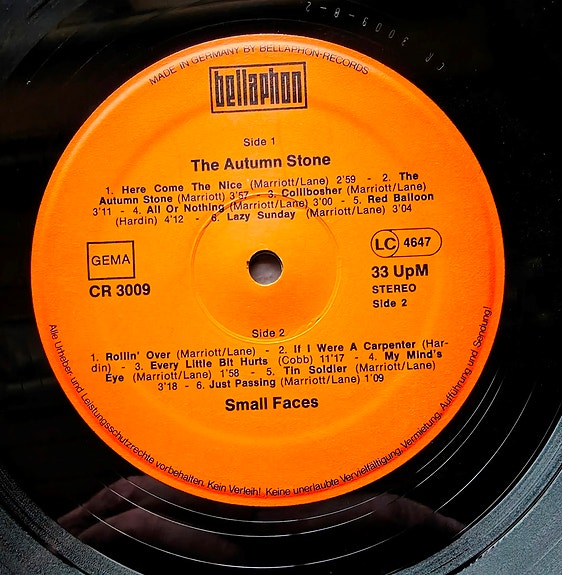 CR 3009-B-2
MADE IN GERMANY BY BELLAPHON-RECORDS
bellaphon
Side 1
The Autumn Stone
1. Here Come The Nice (Marriott/Lane) 2'59 - 2. The
Autumn Stone (Marriott) 3'57 - 3. Collibosher (Marriott/Lane)
3'11 - 4. All Or Nothing (Marriott/Lane) 3'00 - 5. Red Balloon
(Hardin) 4'12 - 6. Lazy Sunday (Marriott/Lane) 3'04
GEMA
CR 3009
LC 4647
33 UpM
STEREO
Side 2
Side 2
1. Rollin' Over (Marriott/Lane) - 2. If I Were A Carpenter (Har-
din) - 3. Every Little Bit Hurts (Cobb) 11'17 - 4. My Mind's
Eye (Marriott/Lane) 1'58 - 5. Tin Soldier (Marriott/Lane)
3'18 - 6. Just Passing (Marriott/Lane) 1'09
Small Faces
Alle Urheber- und Leistungsschutzrechte vorbehalten. Kein Verleih! Keine unerlaubte Vervielfältigung, Vermietung, Aufführung und Sendung!